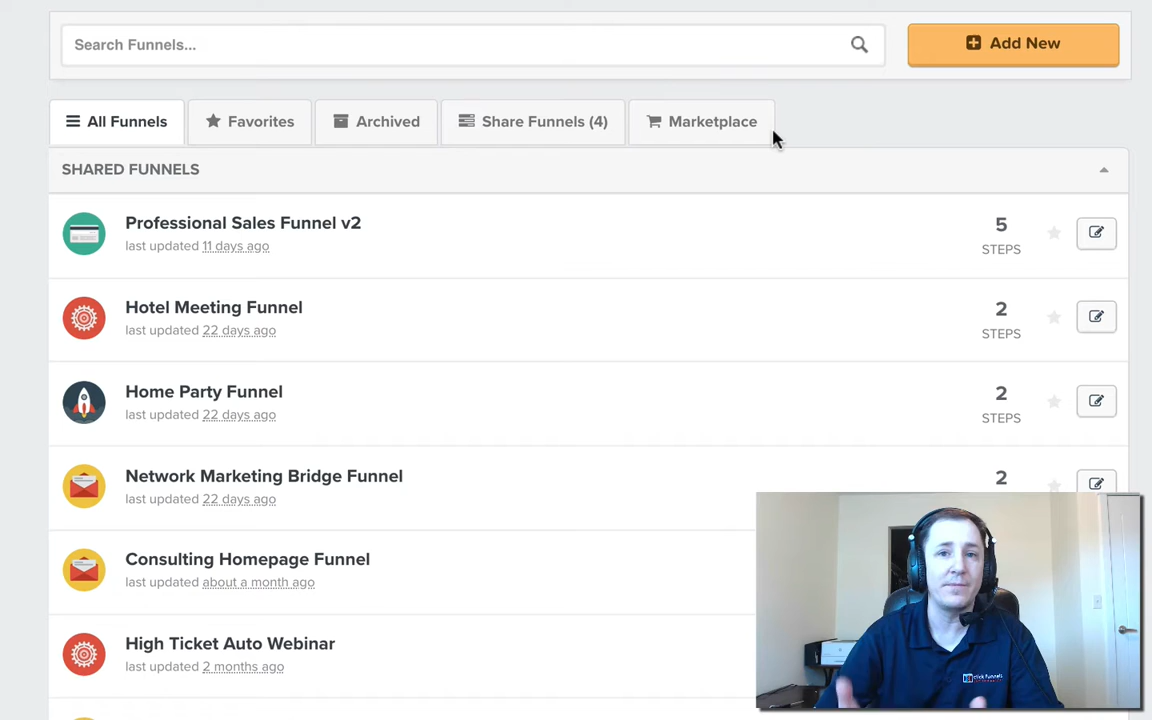 Search Funnels...
Add New
All Funnels
Favorites
Archived
Share Funnels (4)
Marketplace
SHARED FUNNELS
Professional Sales Funnel v2
last updated 11 days ago
5
STEPS
Hotel Meeting Funnel
last updated 22 days ago
2
STEPS
Home Party Funnel
last updated 22 days ago
2
STEPS
Network Marketing Bridge Funnel
last updated 22 days ago
2
Consulting Homepage Funnel
last updated about a month ago
High Ticket Auto Webinar
last updated 2 months ago
click funnels